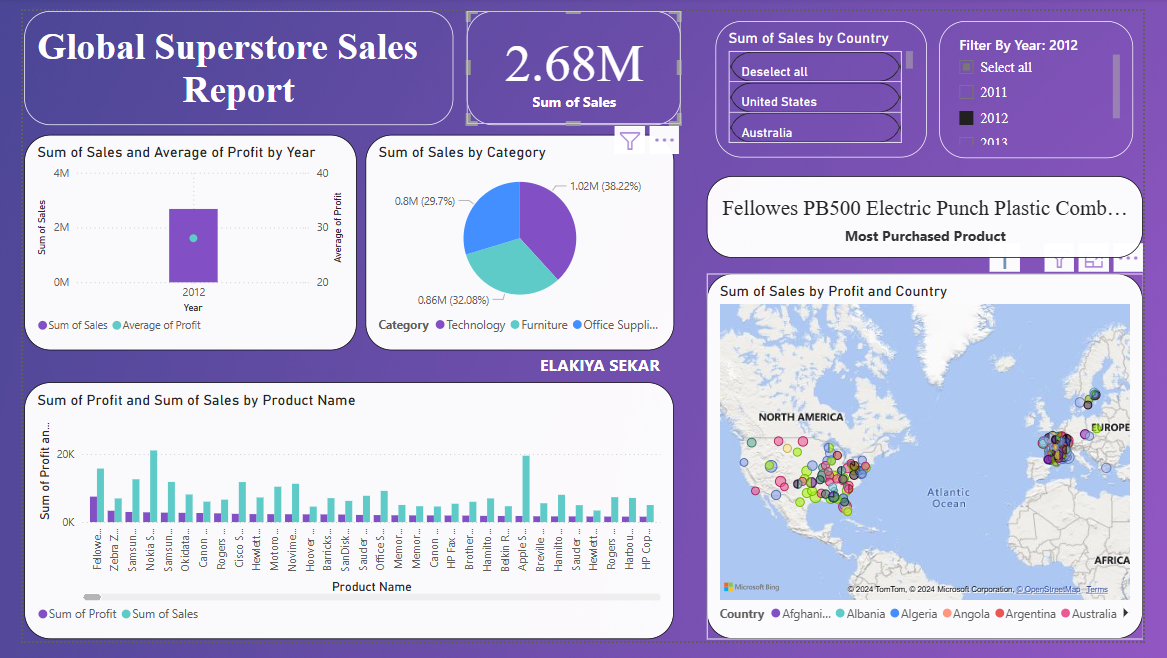 Global Superstore Sales
Report
2.68M
Sum of Sales
Sum of Sales by Country
Deselect all
United States
Australia
Filter By Year: 2012
Select all
2011
2012
2013
Sum of Sales and Average of Profit by Year
4M
2M
0M
Sum of Sales
40
30
20
Average of Profit
2012
Year
Sum of Sales
Average of Profit
Sum of Sales by Category
1.02M (38.22%)
0.8M (29.7%)
0.86M (32.08%)
Category
Technology
Furniture
Office Suppli...
Fellowes PB500 Electric Punch Plastic Comb...
Most Purchased Product
ELAKIYA SEKAR
Sum of Profit and Sum of Sales by Product Name
Sum of Profit an...
20K
0K
Fellowe...
Zebra Z...
Samsun...
Nokia S...
Samsun...
Okidata...
Canon ...
Rogers ...
Cisco S...
Hewlett...
Motoro...
Novime...
Hoover ...
Barricks...
SanDisk...
Sauder ...
Office S...
Memor...
Memor...
Canon ...
HP Fax ...
Brother...
Hamilto...
Belkin R...
Apple S...
Breville...
Hamilto...
Sauder ...
Hewlett...
Rogers ...
Harbou...
HP Cop...
Product Name
Sum of Profit
Sum of Sales
Sum of Sales by Profit and Country
NORTH AMERICA
EUROPE
Atlantic
Ocean
AFRICA
Microsoft Bing
© 2024 TomTom, © 2024 Microsoft Corporation, © OpenStreetMap Terms
Country
Afghani...
Albania
Algeria
Angola
Argentina
Australia